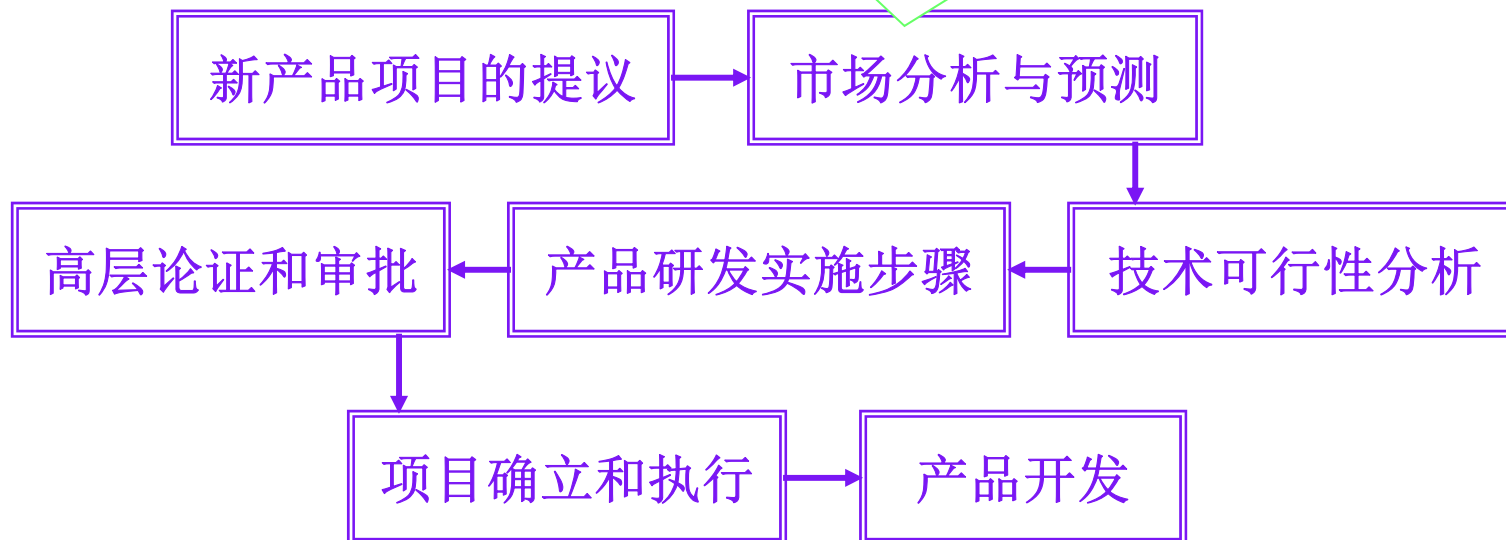 新产品项目的提议
市场分析与预测
技术可行性分析
产品研发实施步骤
高层论证和审批
项目确立和执行
产品开发